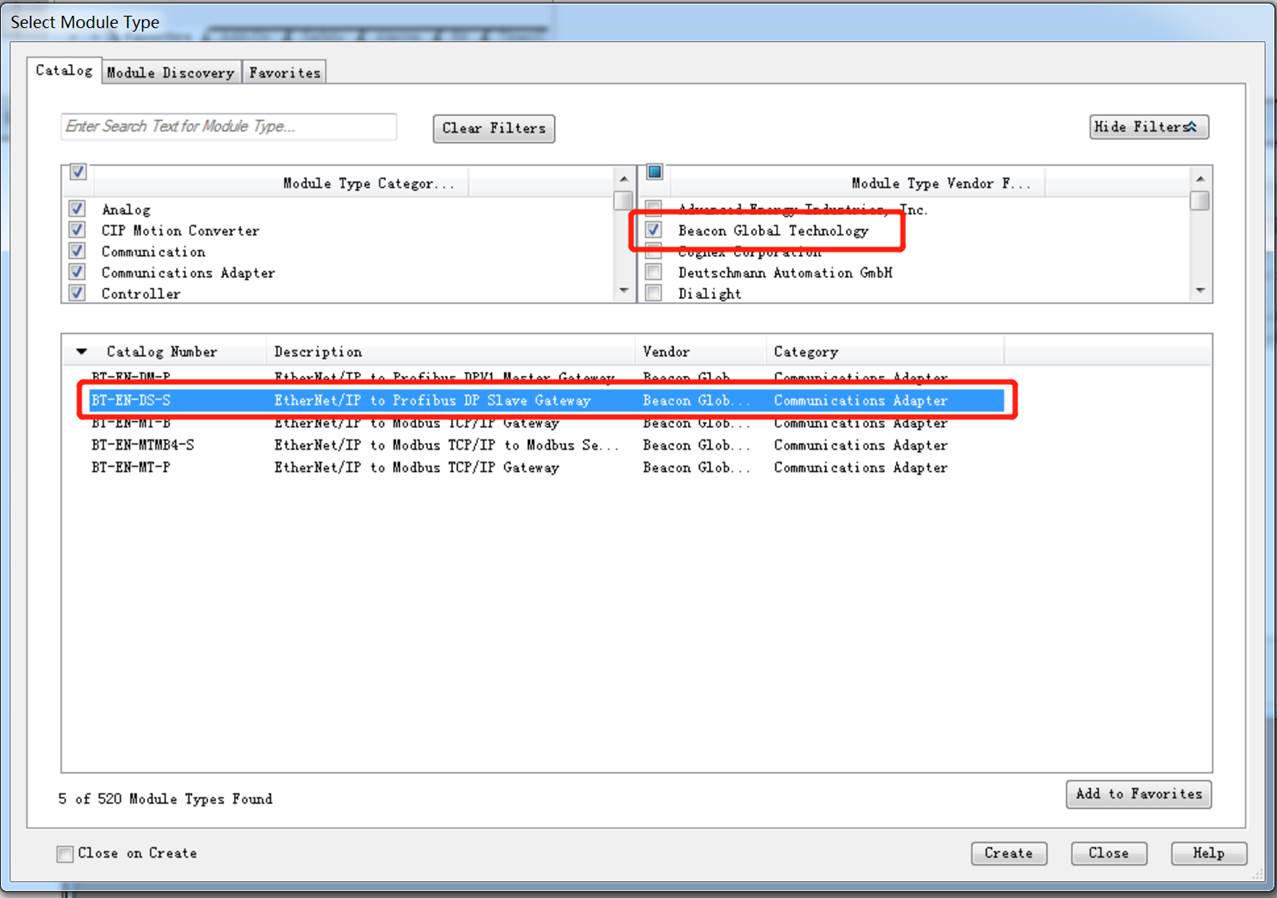 Select Module Type
Catalog Module Discovery Favorites
Enter Search Text for Module Type...
Clear Filters
Hide Filters
Module Type Categor...
Analog
CIP Motion Converter
Communication
Communications Adapter
Controller
Module Type Vendor F...
Advanced Energy Industries, Inc.
Beacon Global Technology
Cognex Corporation
Deutschmann Automation GmbH
Dialight
Catalog Number Description Vendor Category
BT-EN-DM-P EtherNet/IP to Profibus DPV1 Master Gateway Beacon Glob... Communications Adapter
BT-EN-DS-S EtherNet/IP to Profibus DP Slave Gateway Beacon Glob... Communications Adapter
BT-EN-MT-B EtherNet/IP to Modbus TCP/IP Gateway Beacon Glob... Communications Adapter
BT-EN-MTMB4-S EtherNet/IP to Modbus TCP/IP to Modbus Se... Beacon Glob... Communications Adapter
BT-EN-MT-P EtherNet/IP to Modbus TCP/IP Gateway Beacon Glob... Communications Adapter
5 of 520 Module Types Found
Add to Favorites
Close on Create
Create Close Help